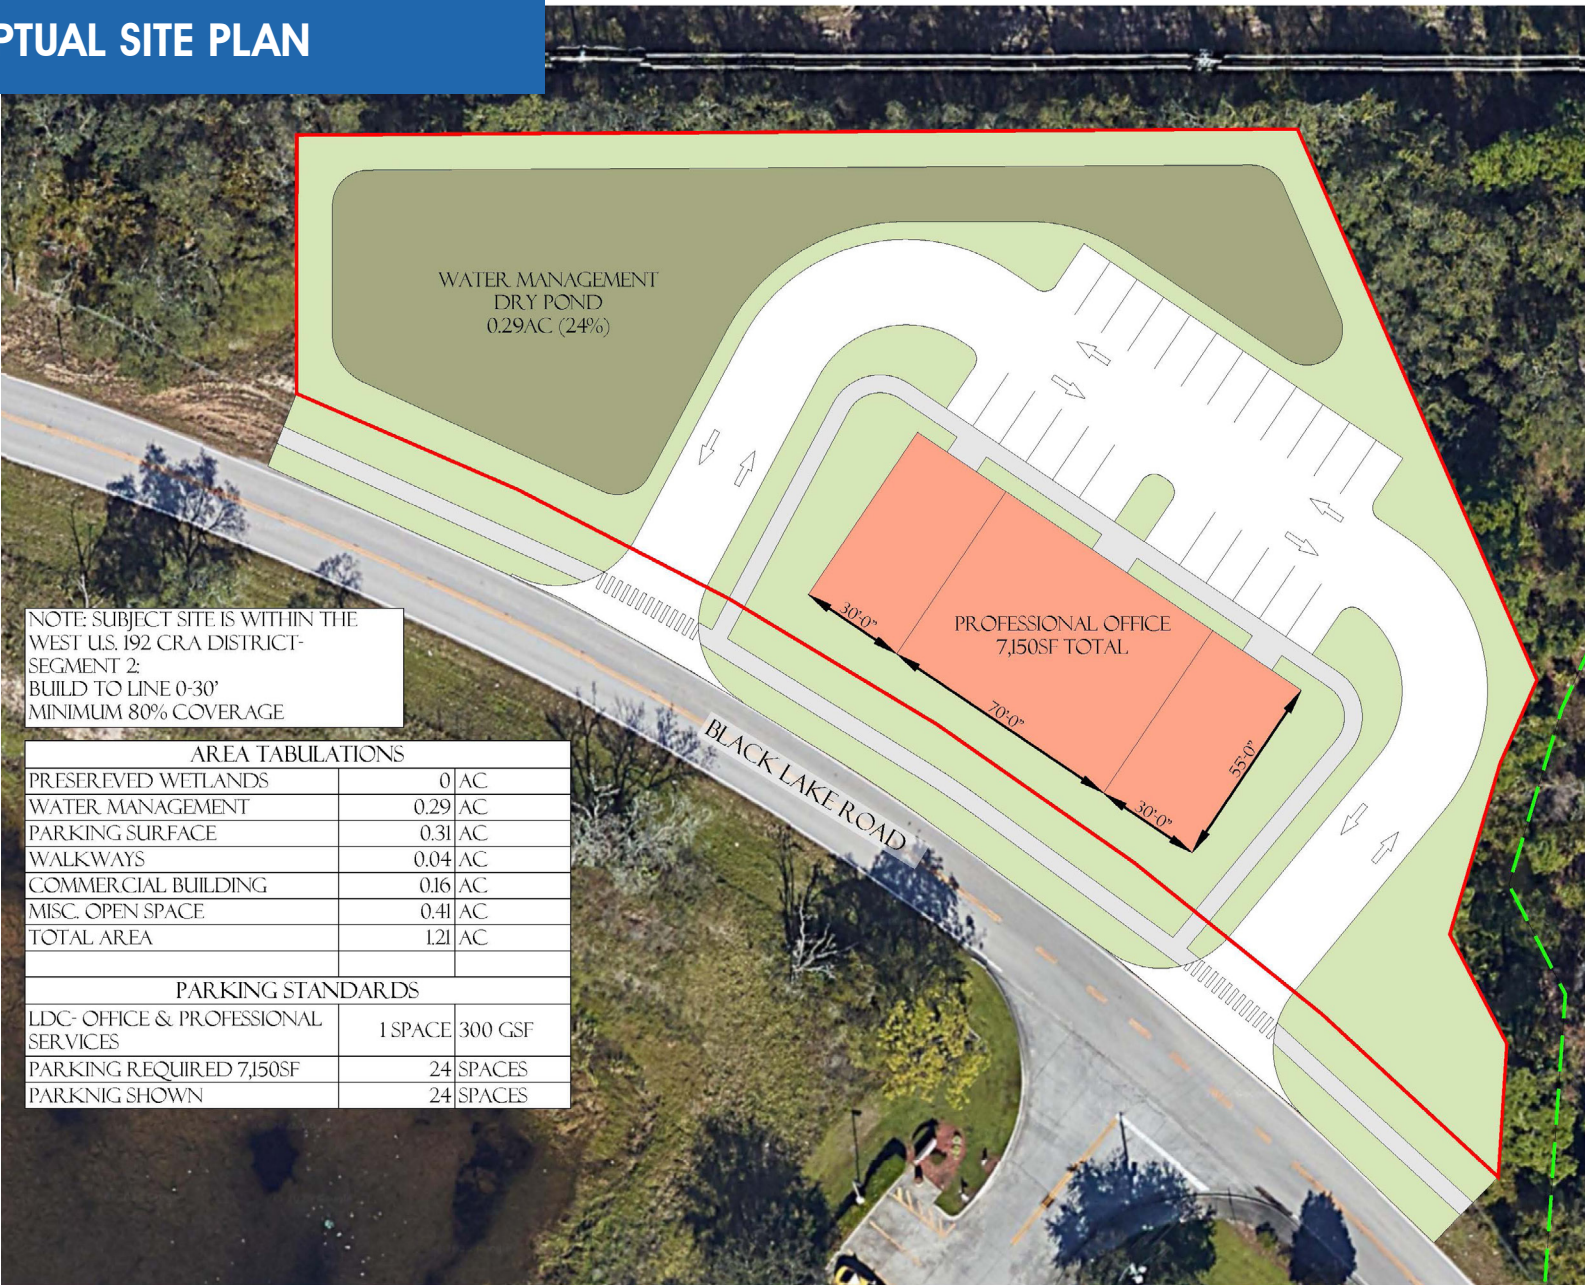 PTUAL SITE PLAN
WATER MANAGEMENT
DRY POND
0.29AC (24%)
PROFESSIONAL OFFICE
7,150SF TOTAL
30'-0"
70'-0"
30'-0"
55'-0"
BLACK LAKE ROAD
NOTE: SUBJECT SITE IS WITHIN THE
WEST U.S. 192 CRA DISTRICT-
SEGMENT 2:
BUILD TO LINE 0-30'
MINIMUM 80% COVERAGE
AREA TABULATIONS
PRESEREVED WETLANDS 0 AC
WATER MANAGEMENT 0.29 AC
PARKING SURFACE 0.31 AC
WALKWAYS 0.04 AC
COMMERCIAL BUILDING 0.16 AC
MISC. OPEN SPACE 0.41 AC
TOTAL AREA 1.21 AC
PARKING STANDARDS
LDC- OFFICE & PROFESSIONAL
SERVICES 1 SPACE 300 GSF
PARKING REQUIRED 7,150SF 24 SPACES
PARKNIG SHOWN 24 SPACES